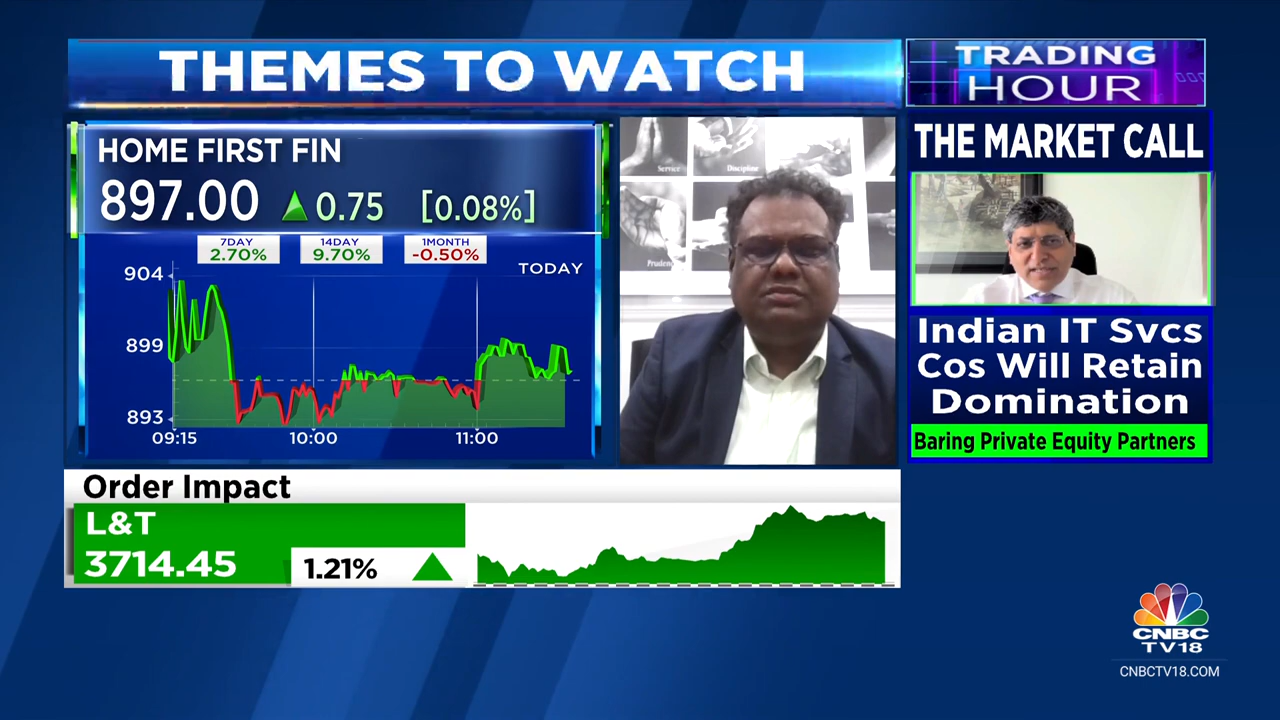 THEMES TO WATCH
TRADING
HOUR
HOME FIRST FIN
897.00 ▲ 0.75 [0.08%]
7DAY
2.70%
14DAY
9.70%
1MONTH
-0.50%
TODAY
904
899
893
09:15 10:00 11:00
Service
Discipline
THE MARKET CALL
Indian IT Svcs
Cos Will Retain
Domination
Baring Private Equity Partners
Order Impact
L&T
3714.45 1.21% ▲
CNBC
TV18
CNBCTV18.COM